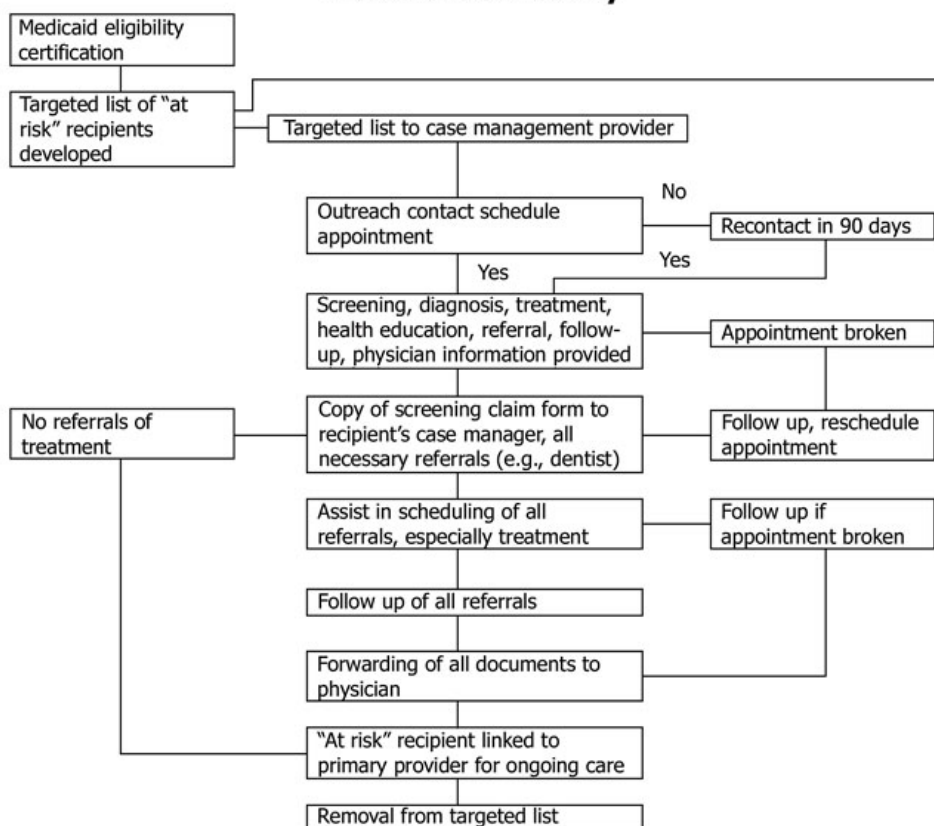 Medicaid eligibility
certification
Targeted list of “at
risk” recipients
developed
Targeted list to case management provider
No
Outreach contact schedule
appointment
Recontact in 90 days
Yes
Yes
Screening, diagnosis, treatment,
health education, referral, follow-
up, physician information provided
Appointment broken
No referrals of
treatment
Copy of screening claim form to
recipient’s case manager, all
necessary referrals (e.g., dentist)
Follow up, reschedule
appointment
Assist in scheduling of all
referrals, especially treatment
Follow up if
appointment broken
Follow up of all referrals
Forwarding of all documents to
physician
“At risk” recipient linked to
primary provider for ongoing care
Removal from targeted list